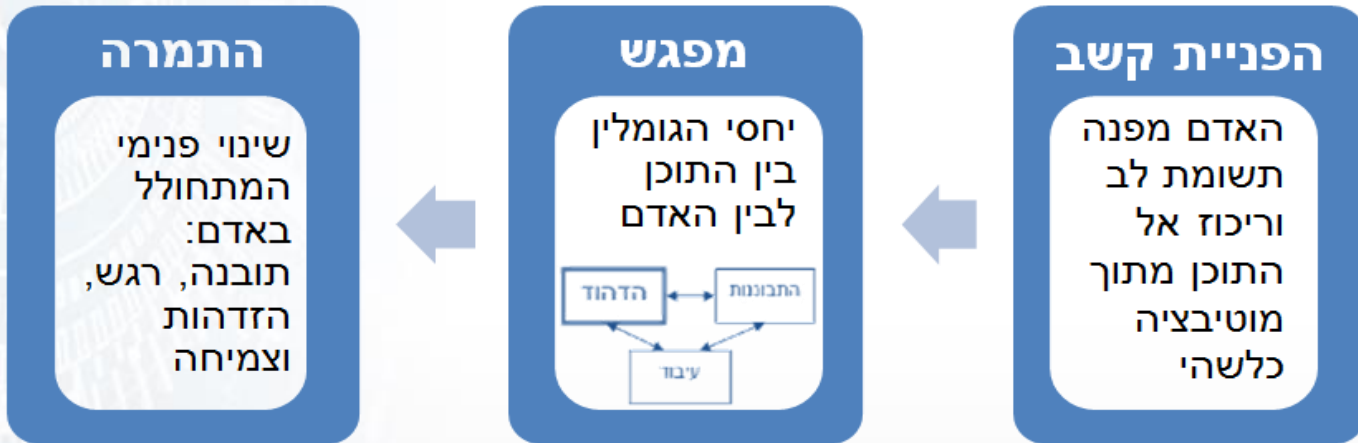 הפניית קשב
האדם מפנה
תשומת לב
וריכוז אל
התוכן מתוך
מוטיבציה
כלשהי
מפגש
יחסי הגומלין
בין התוכן
לבין האדם
התבוננות
הדהוד
עיבוד
התמרה
שינוי פנימי
המתחולל
באדם:
תובנה, רגש,
הזדהות
וצמיחה